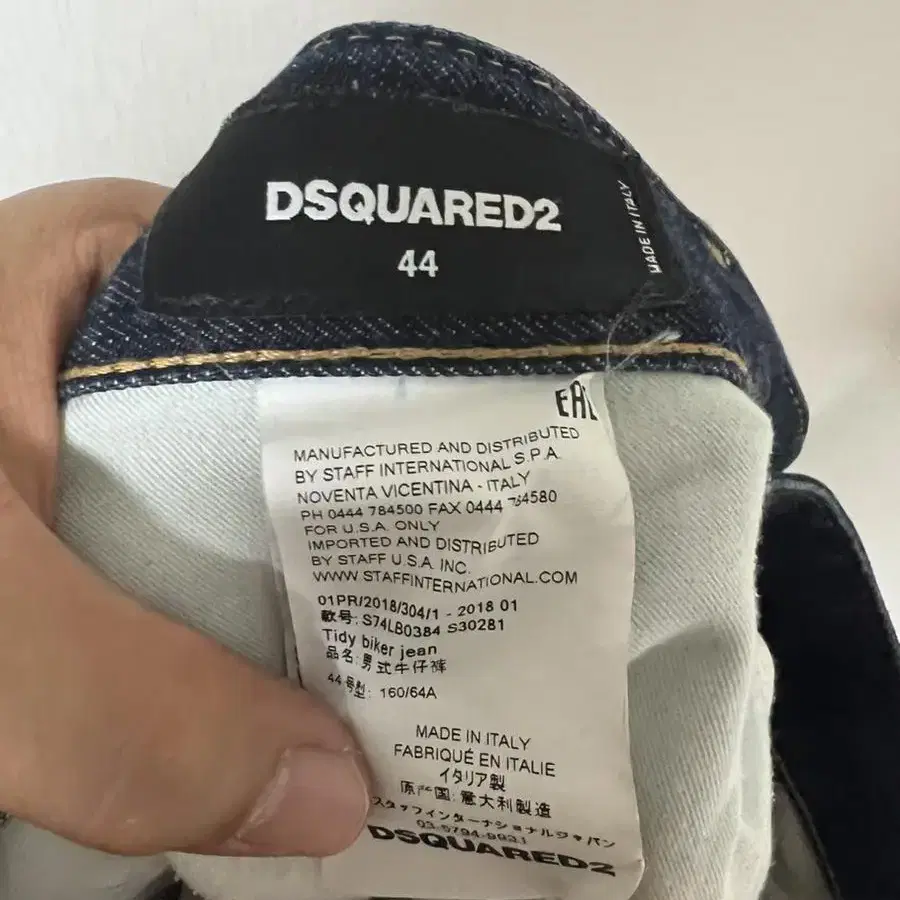 DSQUARED2
44
MADE IN ITALY
EAC
MANUFACTURED AND DISTRIBUTED
BY STAFF INTERNATIONAL S.P.A.
NOVENTA VICENTINA - ITALY
PH 0444 784500 FAX 0444 784580
FOR U.S.A. ONLY
IMPORTED AND DISTRIBUTED
BY STAFF U.S.A. INC.
WWW.STAFFINTERNATIONAL.COM
01PR/2018/304/1 - 2018 01
款号: S74LB0384 S30281
Tidy biker jean
品名: 男式牛仔裤
44 号型: 160/64A
MADE IN ITALY
FABRIQUÉ EN ITALIE
イタリア製
原产国: 意大利製造
スタッフインターナショナルジャパン
03-5794-9931
DSQUARED2